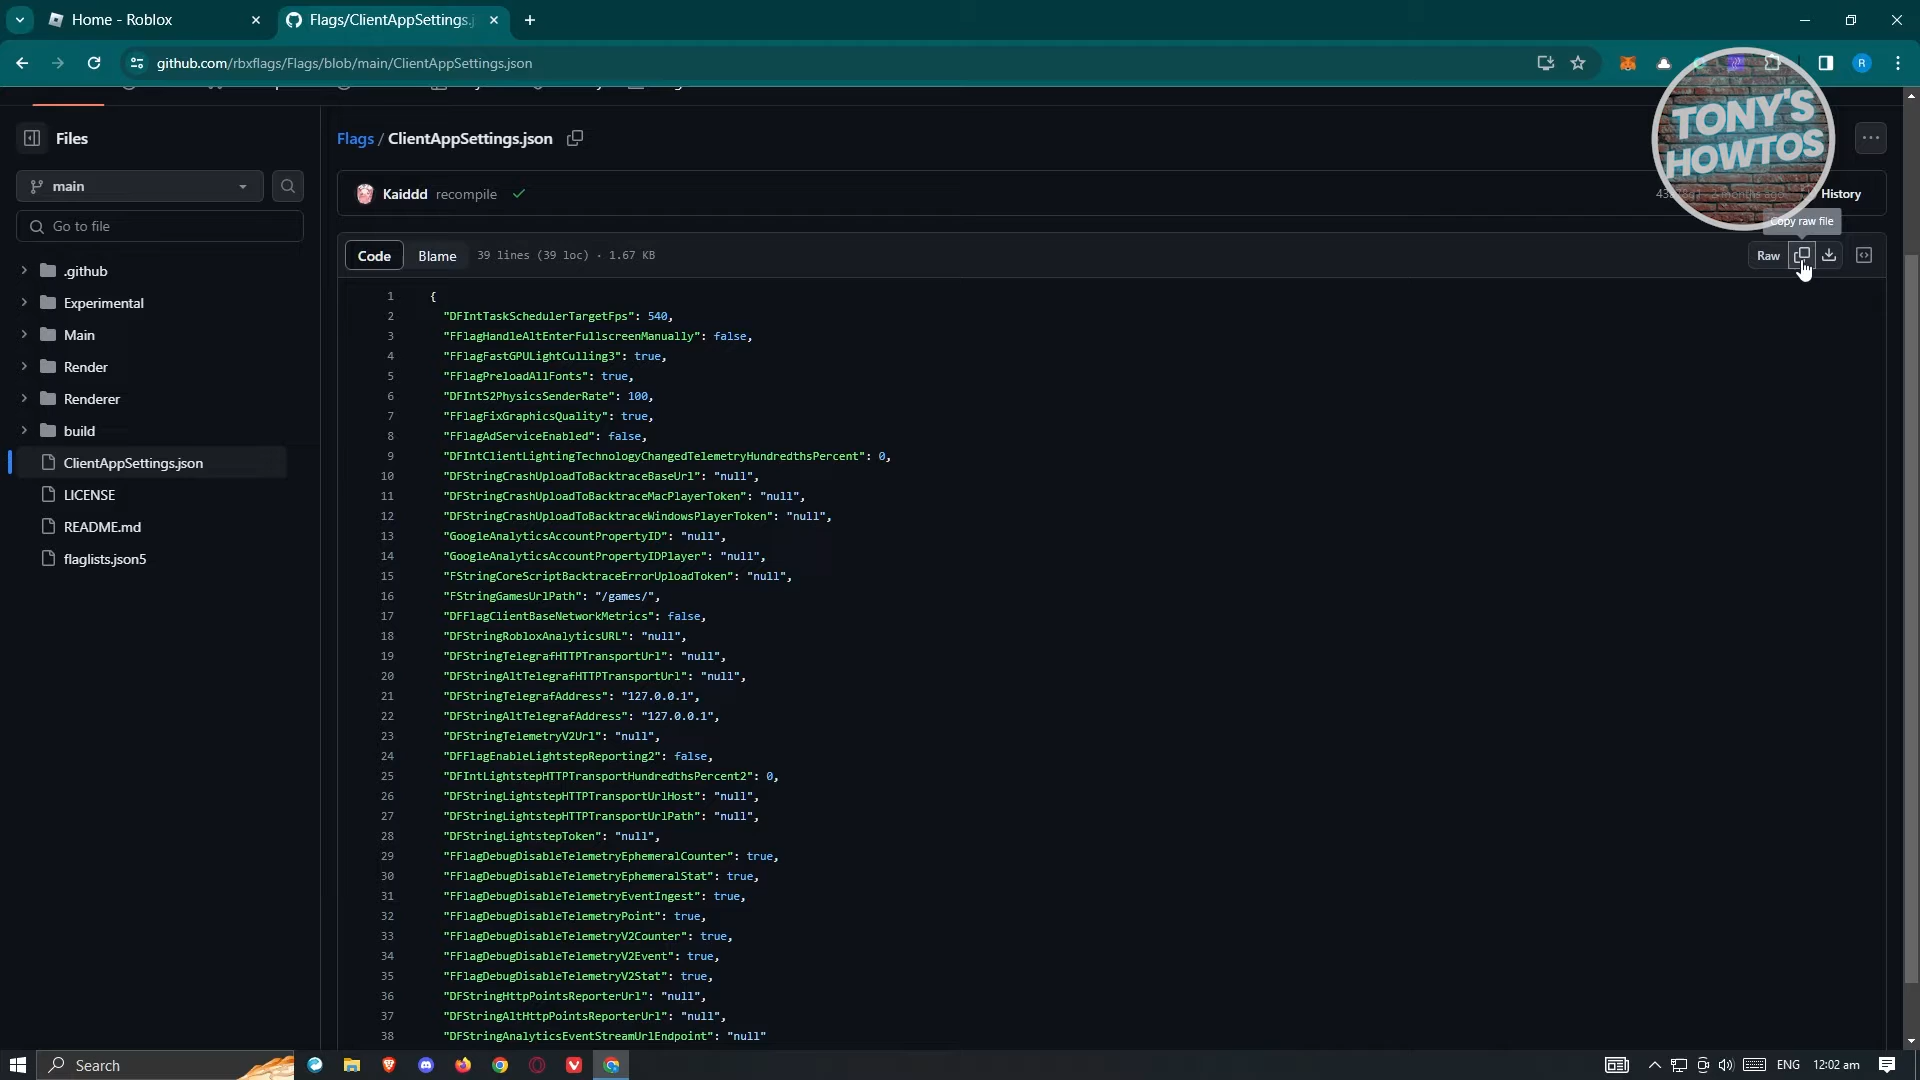 Home - Roblox
Flags/ClientAppSettings.j
github.com/rbxflags/Flags/blob/main/ClientAppSettings.json
R
TONY'S
HOWTOS
Files
Flags / ClientAppSettings.json
main
Kaiddd recompile
History
Copy raw file
Go to file
Code Blame 39 lines (39 loc) · 1.67 KB
Raw
.github
Experimental
Main
Render
Renderer
build
ClientAppSettings.json
LICENSE
README.md
flaglists.json5
1 {
2 "DFIntTaskSchedulerTargetFps": 540,
3 "FFlagHandleAltEnterFullscreenManually": false,
4 "FFlagFastGPULightCulling3": true,
5 "FFlagPreloadAllFonts": true,
6 "DFIntS2PhysicsSenderRate": 100,
7 "FFlagFixGraphicsQuality": true,
8 "FFlagAdServiceEnabled": false,
9 "DFIntClientLightingTechnologyChangedTelemetryHundredthsPercent": 0,
10 "DFStringCrashUploadToBacktraceBaseUrl": "null",
11 "DFStringCrashUploadToBacktraceMacPlayerToken": "null",
12 "DFStringCrashUploadToBacktraceWindowsPlayerToken": "null",
13 "GoogleAnalyticsAccountPropertyID": "null",
14 "GoogleAnalyticsAccountPropertyIDPlayer": "null",
15 "FStringCoreScriptBacktraceErrorUploadToken": "null",
16 "FStringGamesUrlPath": "/games/",
17 "DFFlagClientBaseNetworkMetrics": false,
18 "DFStringRobloxAnalyticsURL": "null",
19 "DFStringTelegrafHTTPTransportUrl": "null",
20 "DFStringAltTelegrafHTTPTransportUrl": "null",
21 "DFStringTelegrafAddress": "127.0.0.1",
22 "DFStringAltTelegrafAddress": "127.0.0.1",
23 "DFStringTelemetryV2Url": "null",
24 "DFFlagEnableLightstepReporting2": false,
25 "DFIntLightstepHTTPTransportHundredthsPercent2": 0,
26 "DFStringLightstepHTTPTransportUrlHost": "null",
27 "DFStringLightstepHTTPTransportUrlPath": "null",
28 "DFStringLightstepToken": "null",
29 "FFlagDebugDisableTelemetryEphemeralCounter": true,
30 "FFlagDebugDisableTelemetryEphemeralStat": true,
31 "FFlagDebugDisableTelemetryEventIngest": true,
32 "FFlagDebugDisableTelemetryPoint": true,
33 "FFlagDebugDisableTelemetryV2Counter": true,
34 "FFlagDebugDisableTelemetryV2Event": true,
35 "FFlagDebugDisableTelemetryV2Stat": true,
36 "DFStringHttpPointsReporterUrl": "null",
37 "DFStringAltHttpPointsReporterUrl": "null",
38 "DFStringAnalyticsEventStreamUrlEndpoint": "null"
Search
ENG 12:02 am